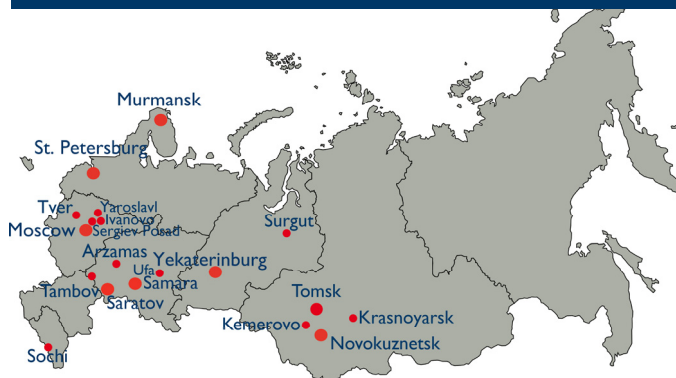 Murmansk
St. Petersburg
Tver
Yaroslavl
Ivanovo
Moscow
Sergiev Posad
Surgut
Arzamas
Ufa
Yekaterinburg
Samara
Tambov
Saratov
Tomsk
Kemerovo
Krasnoyarsk
Novokuznetsk
Sochi